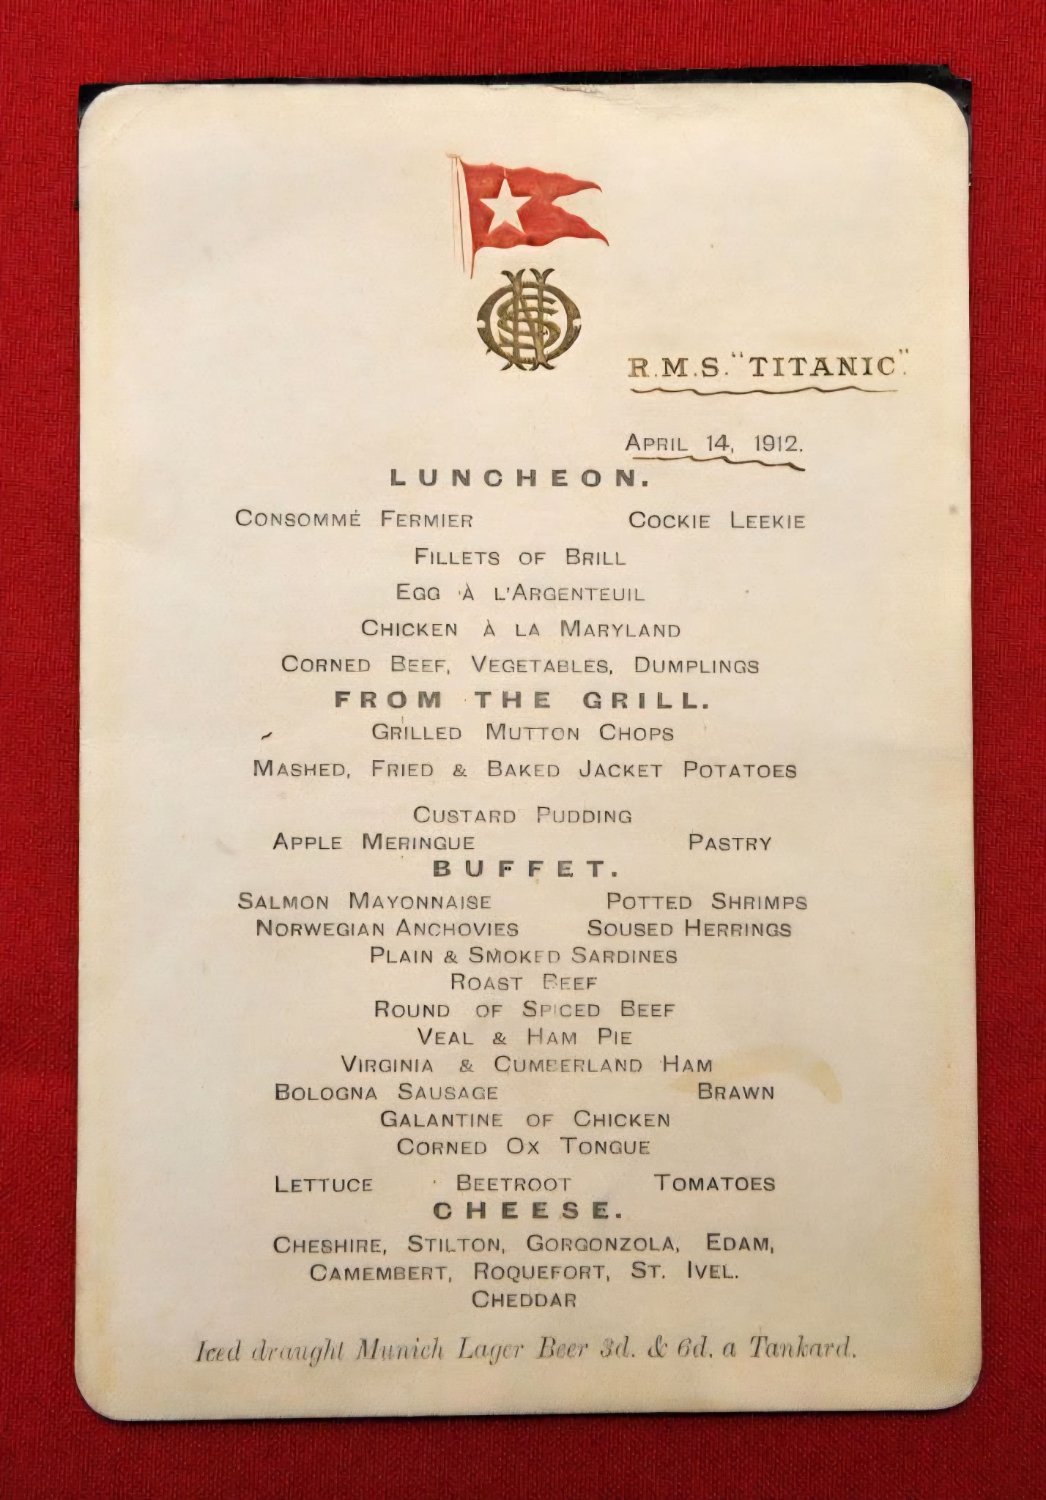 R.M.S. "TITANIC".
APRIL 14, 1912.
LUNCHEON.
CONSOMMÉ FERMIER COCKIE LEEKIE
FILLETS OF BRILL
EGG À L'ARGENTEUIL
CHICKEN À LA MARYLAND
CORNED BEEF, VEGETABLES, DUMPLINGS
FROM THE GRILL.
GRILLED MUTTON CHOPS
MASHED, FRIED & BAKED JACKET POTATOES
CUSTARD PUDDING
APPLE MERINGUE PASTRY
BUFFET.
SALMON MAYONNAISE POTTED SHRIMPS
NORWEGIAN ANCHOVIES SOUSED HERRINGS
PLAIN & SMOKED SARDINES
ROAST BEEF
ROUND OF SPICED BEEF
VEAL & HAM PIE
VIRGINIA & CUMBERLAND HAM
BOLOGNA SAUSAGE BRAWN
GALANTINE OF CHICKEN
CORNED OX TONGUE
LETTUCE BEETROOT TOMATOES
CHEESE.
CHESHIRE, STILTON, GORGONZOLA, EDAM,
CAMEMBERT, ROQUEFORT, ST. IVEL.
CHEDDAR
Iced draught Munich Lager Beer 3d. & 6d. a Tankard.